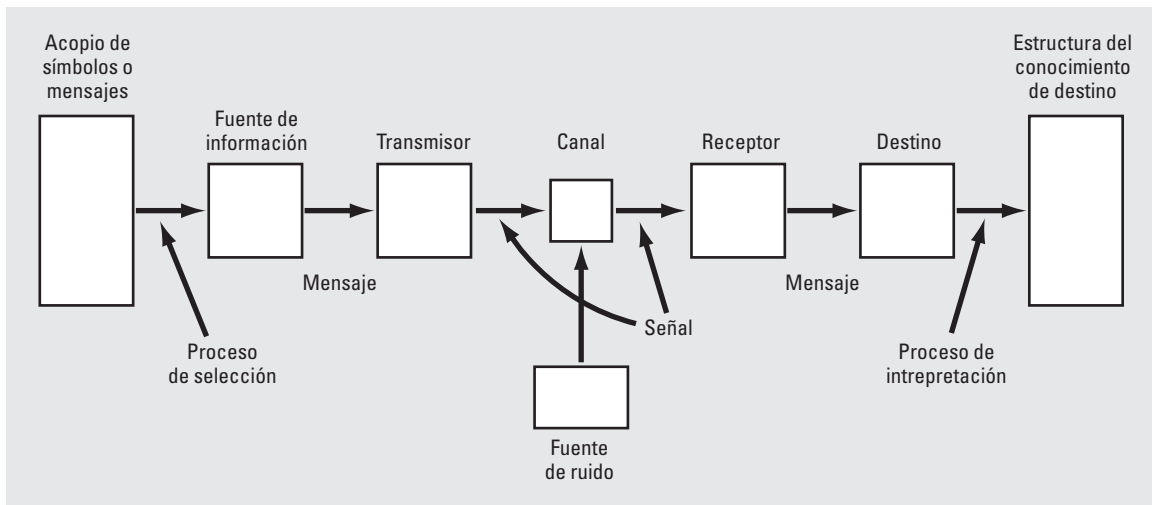 Acopio de
símbolos o
mensajes
Estructura del
conocimiento
de destino
Fuente de
información
Transmisor
Canal
Receptor
Destino
Mensaje
Mensaje
Señal
Proceso
de selección
Proceso de
intrepretación
Fuente
de ruido